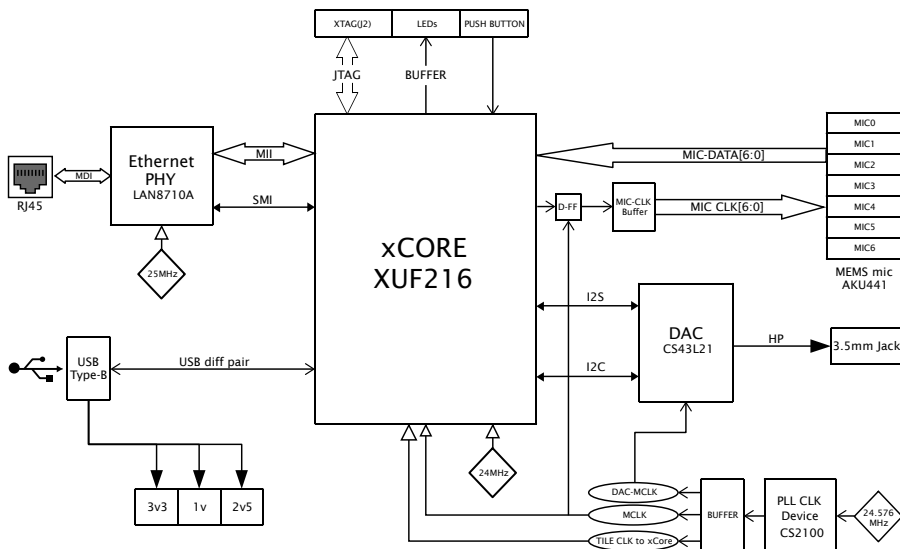 XTAG(J2)
LEDs
PUSH BUTTON
JTAG
BUFFER
Ethernet
PHY
LAN8710A
MII
SMI
MDI
RJ45
25MHz
xCORE
XUF216
MIC-DATA[6:0]
D-FF
MIC-CLK
Buffer
MIC CLK[6:0]
MIC0
MIC1
MIC2
MIC3
MIC4
MIC5
MIC6
MEMS mic
AKU441
I2S
I2C
DAC
CS43L21
HP
3.5mm Jack
USB
Type-B
USB diff pair
3v3
1v
2v5
24MHz
DAC-MCLK
MCLK
TILE CLK to xCore
BUFFER
PLL CLK
Device
CS2100
24.576
MHz